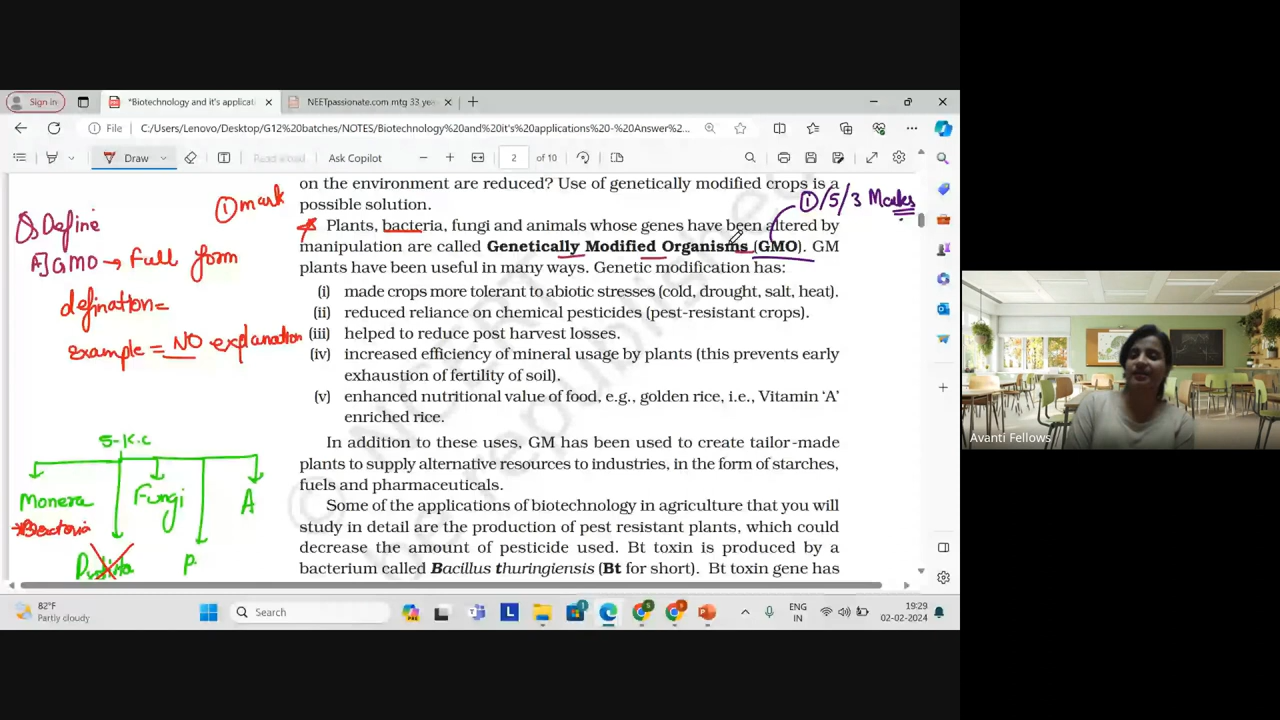 Sign in
*Biotechnology and it's applicati
NEETpassionate.com mtg 33 ye
File
C:/Users/Lenovo/Desktop/G12%20batches/NOTES/Biotechnology%20and%20it's%20applications%20-%20Answer%2...
Draw
Read aloud
Ask Copilot
2
of 10
on the environment are reduced? Use of genetically modified crops is a
possible solution.
① mark
①/5/3 Marks
Q. Define
A] GMO → Full form
defination =
example = NO explanation
Plants, bacteria, fungi and animals whose genes have been altered by
manipulation are called Genetically Modified Organisms (GMO). GM
plants have been useful in many ways. Genetic modification has:
(i) made crops more tolerant to abiotic stresses (cold, drought, salt, heat).
(ii) reduced reliance on chemical pesticides (pest-resistant crops).
(iii) helped to reduce post harvest losses.
(iv) increased efficiency of mineral usage by plants (this prevents early
exhaustion of fertility of soil).
(v) enhanced nutritional value of food, e.g., golden rice, i.e., Vitamin 'A'
enriched rice.
5-K.C
Monera
Fungi
A
→Bacteria
P
In addition to these uses, GM has been used to create tailor-made
plants to supply alternative resources to industries, in the form of starches,
fuels and pharmaceuticals.
Some of the applications of biotechnology in agriculture that you will
study in detail are the production of pest resistant plants, which could
decrease the amount of pesticide used. Bt toxin is produced by a
bacterium called Bacillus thuringiensis (Bt for short). Bt toxin gene has
Avanti Fellows
82°F
Partly cloudy
Search
ENG
IN
19:29
02-02-2024